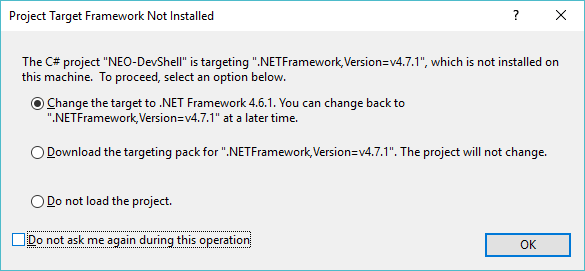 Project Target Framework Not Installed
The C# project "NEO-DevShell" is targeting ".NETFramework,Version=v4.7.1", which is not installed on
this machine.  To proceed, select an option below.
Change the target to .NET Framework 4.6.1. You can change back to
".NETFramework,Version=v4.7.1" at a later time.
Download the targeting pack for ".NETFramework,Version=v4.7.1". The project will not change.
Do not load the project.
Do not ask me again during this operation
OK